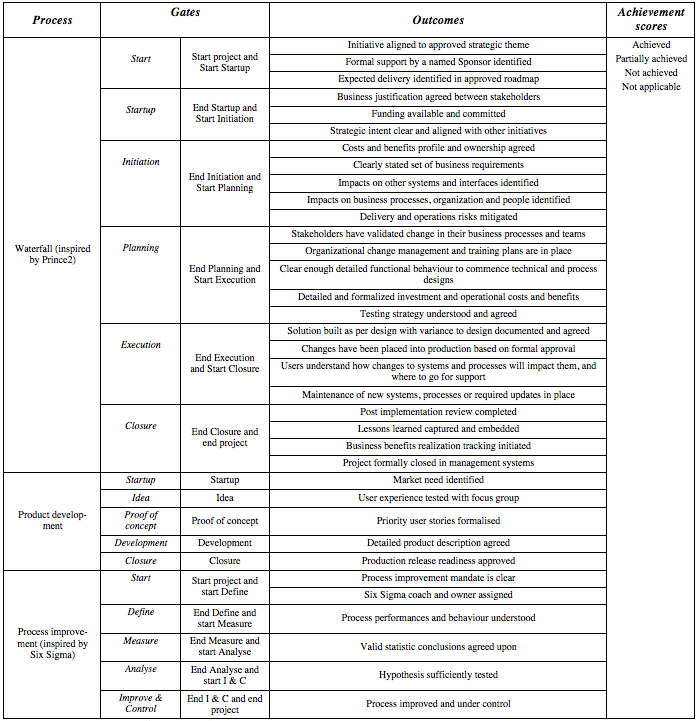 Process
Gates
Outcomes
Achievement
scores
Waterfall (inspired
by Prince2)
Start
Start project and
Start Startup
Initiative aligned to approved strategic theme
Formal support by a named Sponsor identified
Expected delivery identified in approved roadmap
Achieved
Partially achieved
Not achieved
Not applicable
Startup
End Startup and
Start Initiation
Business justification agreed between stakeholders
Funding available and committed
Strategic intent clear and aligned with other initiatives
Initiation
End Initiation and
Start Planning
Costs and benefits profile and ownership agreed
Clearly stated set of business requirements
Impacts on other systems and interfaces identified
Impacts on business processes, organization and people identified
Delivery and operations risks mitigated
Planning
End Planning and
Start Execution
Stakeholders have validated change in their business processes and teams
Organizational change management and training plans are in place
Clear enough detailed functional behaviour to commence technical and process
designs
Detailed and formalized investment and operational costs and benefits
Testing strategy understood and agreed
Execution
End Execution
and Start Closure
Solution built as per design with variance to design documented and agreed
Changes have been placed into production based on formal approval
Users understand how changes to systems and processes will impact them, and
where to go for support
Maintenance of new systems, processes or required updates in place
Closure
End Closure and
end project
Post implementation review completed
Lessons learned captured and embedded
Business benefits realization tracking initiated
Project formally closed in management systems
Product develop-
ment
Startup
Startup
Market need identified
Idea
Idea
User experience tested with focus group
Proof of
concept
Proof of concept
Priority user stories formalised
Development
Development
Detailed product description agreed
Closure
Closure
Production release readiness approved
Process improve-
ment (inspired by
Six Sigma)
Start
Start project and
start Define
Process improvement mandate is clear
Six Sigma coach and owner assigned
Define
End Define and
start Measure
Process performances and behaviour understood
Measure
End Measure and
start Analyse
Valid statistic conclusions agreed upon
Analyse
End Analyse and
start I & C
Hypothesis sufficiently tested
Improve &
Control
End I & C and end
project
Process improved and under control